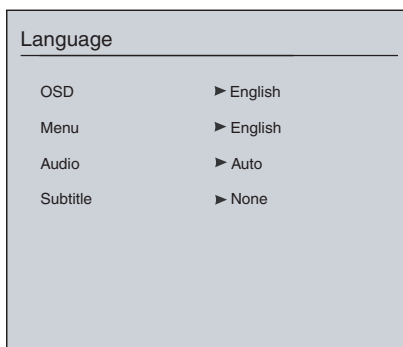 Language
OSD ► English
Menu ► English
Audio ► Auto
Subtitle ► None